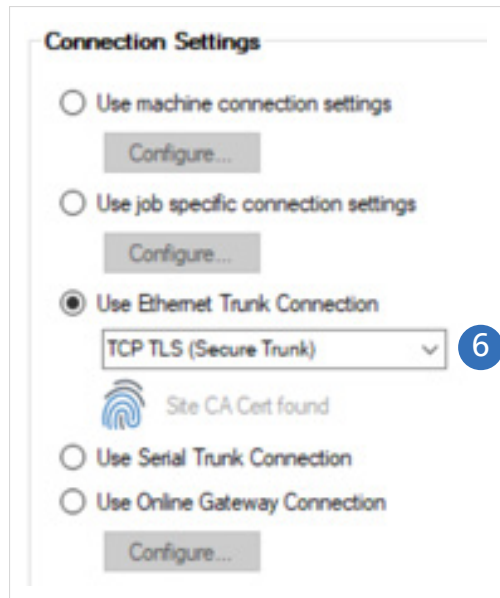 Connection Settings
Use machine connection settings
Configure...
Use job specific connection settings
Configure...
Use Ethernet Trunk Connection
TCP TLS (Secure Trunk)
6
Site CA Cert found
Use Serial Trunk Connection
Use Online Gateway Connection
Configure...